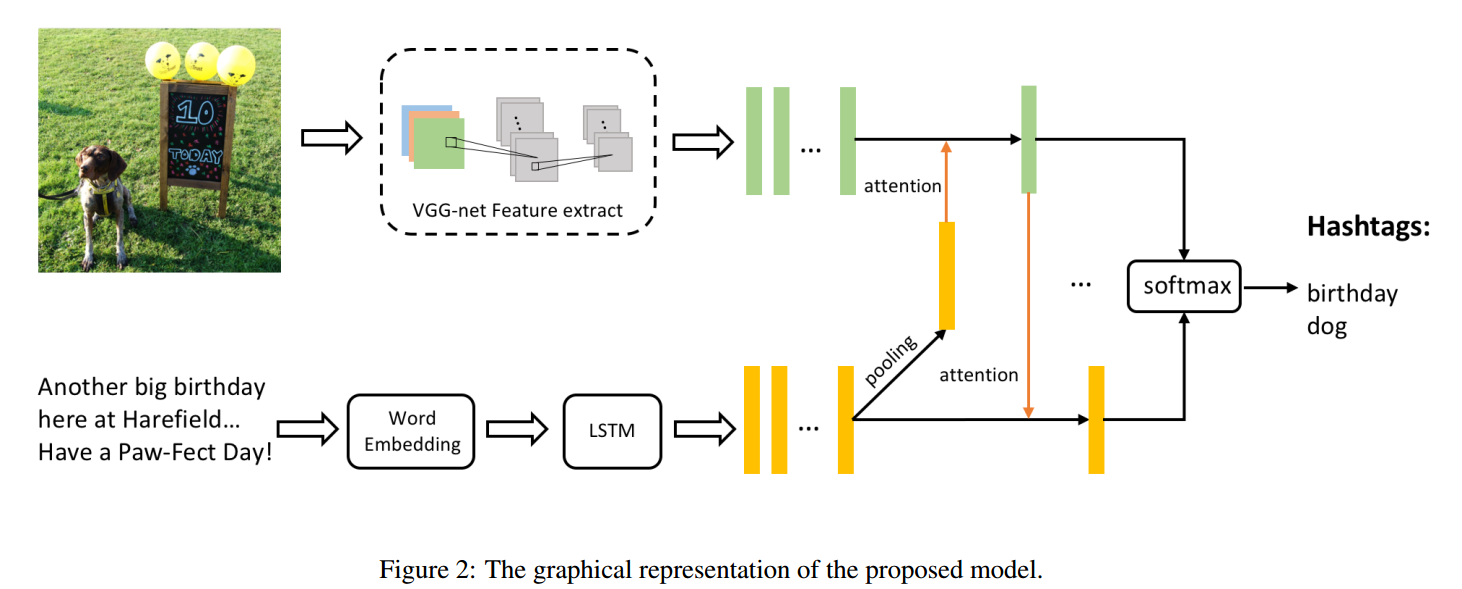 10
TODAY
VGG-net Feature extract
...
attention
Hashtags:
...
softmax
birthday
dog
pooling
attention
Another big birthday
here at Harefield...
Have a Paw-Fect Day!
Word
Embedding
LSTM
...
Figure 2: The graphical representation of the proposed model.